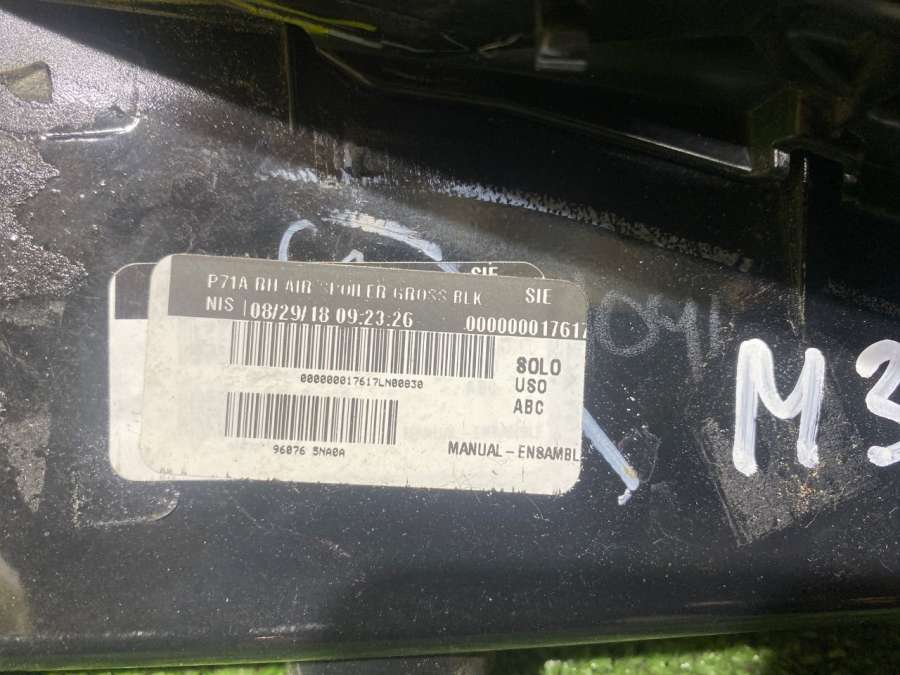 SIE
P71A RH AIR SPOILER GROSS BLK SIE
NIS 08/29/18 09:23:26 000000017617
000000017617LN00830
SOLO
USO
ABC
96076 5NA0A
MANUAL-ENSAMBL
M3